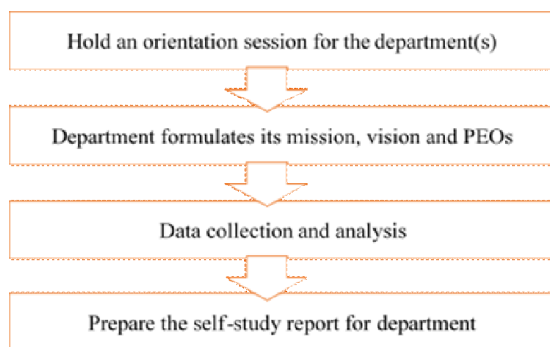 Hold an orientation session for the department(s)
Department formulates its mission, vision and PEOs
Data collection and analysis
Prepare the self-study report for department